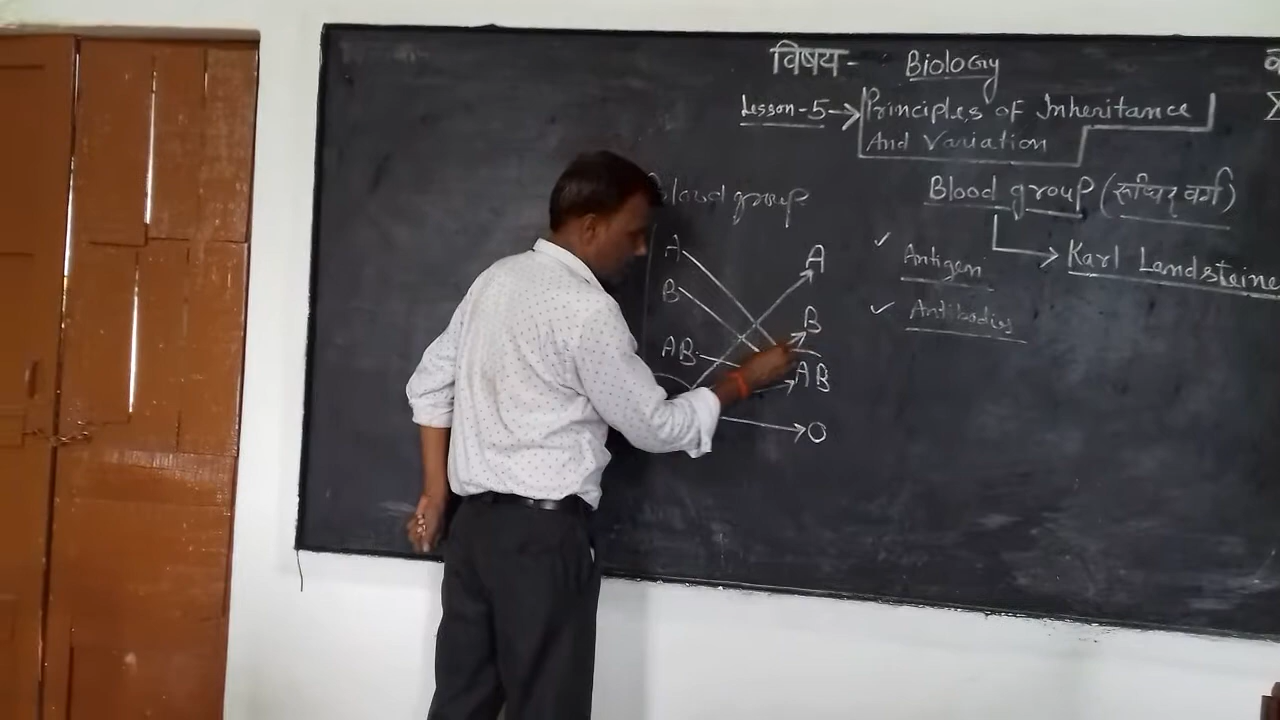 विषय- Biology
Lesson-5→ Principles of Inheritance
And Variation
Blood group (रूधिर वर्ग)
→ Karl Landsteine
✓ Antigen
✓ Antibodies
group
A A
B B
AB AB
O